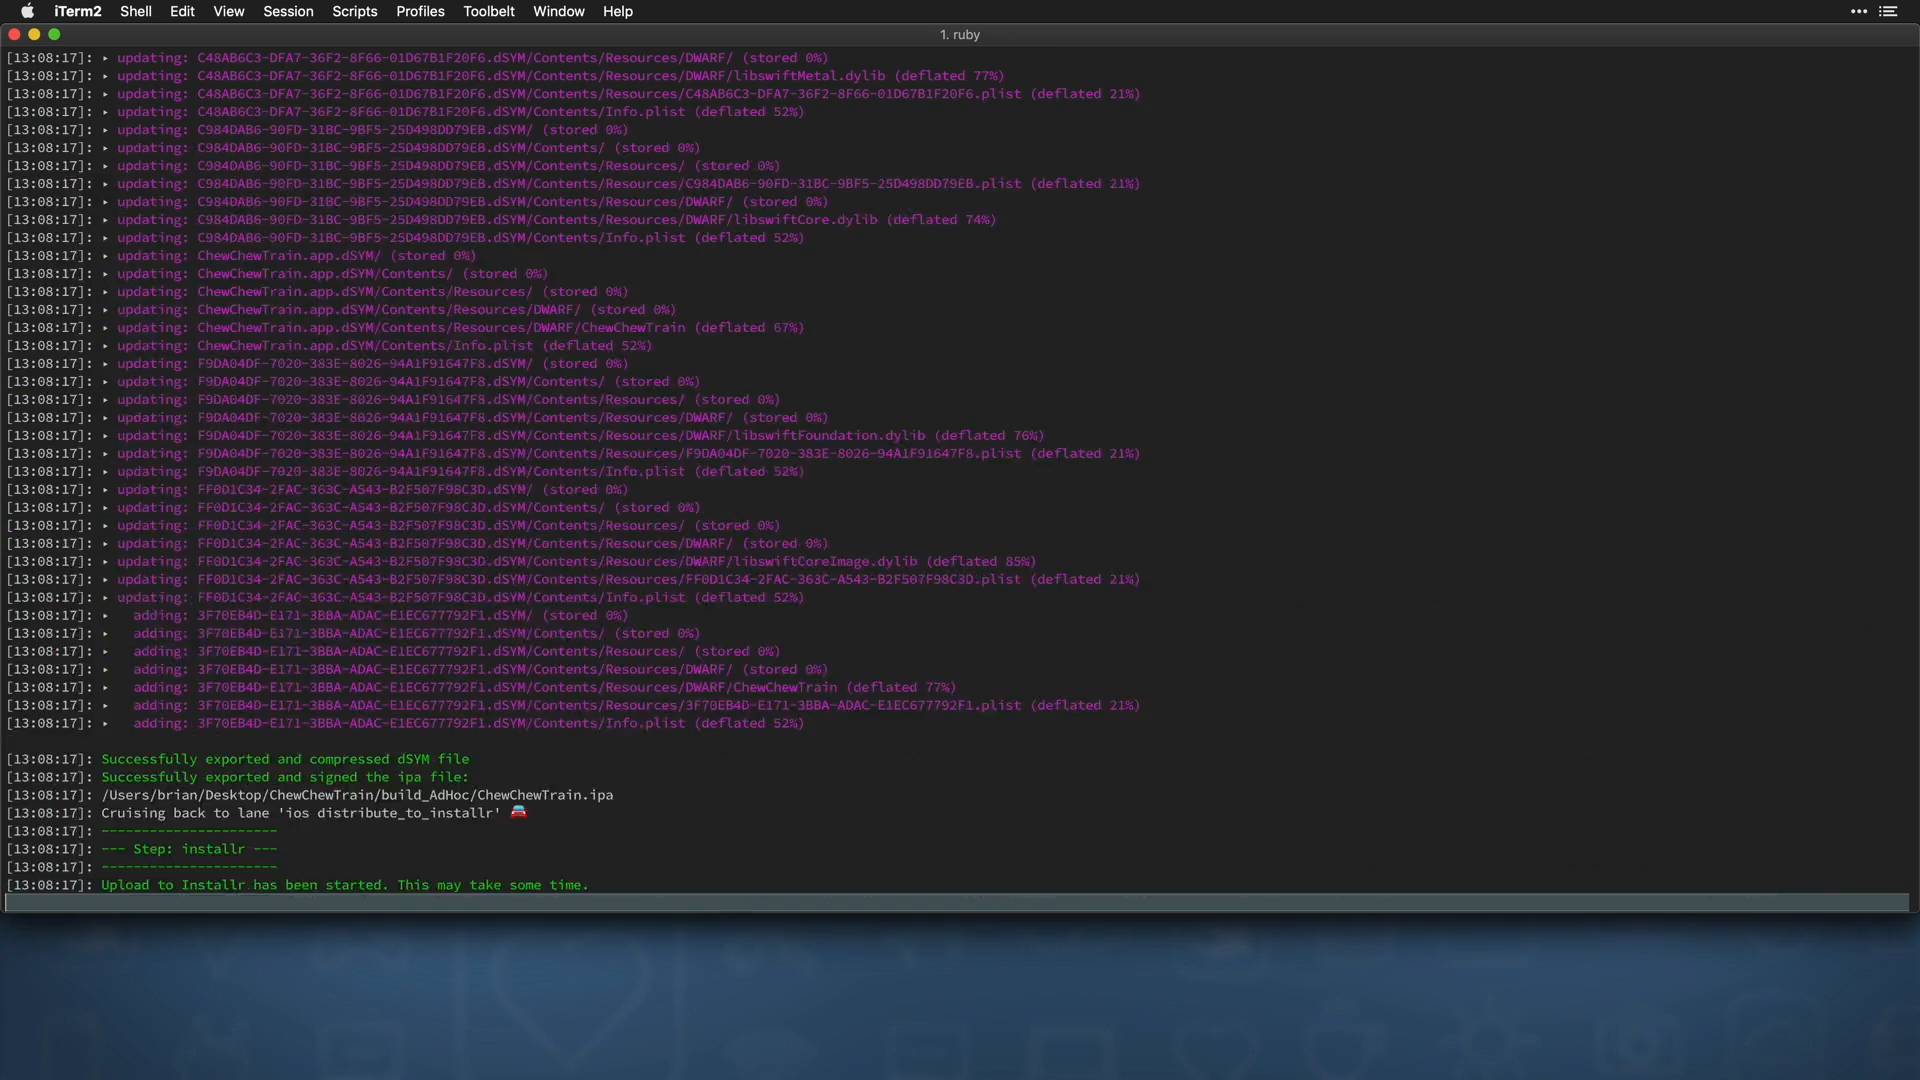 iTerm2 Shell Edit View Session Scripts Profiles Toolbelt Window Help
1. ruby
[13:08:17]: ▸ updating: C48AB6C3-DFA7-36F2-8F66-01D67B1F20F6.dSYM/Contents/Resources/DWARF/ (stored 0%)
[13:08:17]: ▸ updating: C48AB6C3-DFA7-36F2-8F66-01D67B1F20F6.dSYM/Contents/Resources/DWARF/libswiftMetal.dylib (deflated 77%)
[13:08:17]: ▸ updating: C48AB6C3-DFA7-36F2-8F66-01D67B1F20F6.dSYM/Contents/Resources/C48AB6C3-DFA7-36F2-8F66-01D67B1F20F6.plist (deflated 21%)
[13:08:17]: ▸ updating: C48AB6C3-DFA7-36F2-8F66-01D67B1F20F6.dSYM/Contents/Info.plist (deflated 52%)
[13:08:17]: ▸ updating: C984DAB6-90FD-31BC-9BF5-25D498DD79EB.dSYM/ (stored 0%)
[13:08:17]: ▸ updating: C984DAB6-90FD-31BC-9BF5-25D498DD79EB.dSYM/Contents/ (stored 0%)
[13:08:17]: ▸ updating: C984DAB6-90FD-31BC-9BF5-25D498DD79EB.dSYM/Contents/Resources/ (stored 0%)
[13:08:17]: ▸ updating: C984DAB6-90FD-31BC-9BF5-25D498DD79EB.dSYM/Contents/Resources/C984DAB6-90FD-31BC-9BF5-25D498DD79EB.plist (deflated 21%)
[13:08:17]: ▸ updating: C984DAB6-90FD-31BC-9BF5-25D498DD79EB.dSYM/Contents/Resources/DWARF/ (stored 0%)
[13:08:17]: ▸ updating: C984DAB6-90FD-31BC-9BF5-25D498DD79EB.dSYM/Contents/Resources/DWARF/libswiftCore.dylib (deflated 74%)
[13:08:17]: ▸ updating: C984DAB6-90FD-31BC-9BF5-25D498DD79EB.dSYM/Contents/Info.plist (deflated 52%)
[13:08:17]: ▸ updating: ChewChewTrain.app.dSYM/ (stored 0%)
[13:08:17]: ▸ updating: ChewChewTrain.app.dSYM/Contents/ (stored 0%)
[13:08:17]: ▸ updating: ChewChewTrain.app.dSYM/Contents/Resources/ (stored 0%)
[13:08:17]: ▸ updating: ChewChewTrain.app.dSYM/Contents/Resources/DWARF/ (stored 0%)
[13:08:17]: ▸ updating: ChewChewTrain.app.dSYM/Contents/Resources/DWARF/ChewChewTrain (deflated 67%)
[13:08:17]: ▸ updating: ChewChewTrain.app.dSYM/Contents/Info.plist (deflated 52%)
[13:08:17]: ▸ updating: F9DA04DF-7020-383E-8026-94A1F91647F8.dSYM/ (stored 0%)
[13:08:17]: ▸ updating: F9DA04DF-7020-383E-8026-94A1F91647F8.dSYM/Contents/ (stored 0%)
[13:08:17]: ▸ updating: F9DA04DF-7020-383E-8026-94A1F91647F8.dSYM/Contents/Resources/ (stored 0%)
[13:08:17]: ▸ updating: F9DA04DF-7020-383E-8026-94A1F91647F8.dSYM/Contents/Resources/DWARF/ (stored 0%)
[13:08:17]: ▸ updating: F9DA04DF-7020-383E-8026-94A1F91647F8.dSYM/Contents/Resources/DWARF/libswiftFoundation.dylib (deflated 76%)
[13:08:17]: ▸ updating: F9DA04DF-7020-383E-8026-94A1F91647F8.dSYM/Contents/Resources/F9DA04DF-7020-383E-8026-94A1F91647F8.plist (deflated 21%)
[13:08:17]: ▸ updating: F9DA04DF-7020-383E-8026-94A1F91647F8.dSYM/Contents/Info.plist (deflated 52%)
[13:08:17]: ▸ updating: FF0D1C34-2FAC-363C-A543-B2F507F98C3D.dSYM/ (stored 0%)
[13:08:17]: ▸ updating: FF0D1C34-2FAC-363C-A543-B2F507F98C3D.dSYM/Contents/ (stored 0%)
[13:08:17]: ▸ updating: FF0D1C34-2FAC-363C-A543-B2F507F98C3D.dSYM/Contents/Resources/ (stored 0%)
[13:08:17]: ▸ updating: FF0D1C34-2FAC-363C-A543-B2F507F98C3D.dSYM/Contents/Resources/DWARF/ (stored 0%)
[13:08:17]: ▸ updating: FF0D1C34-2FAC-363C-A543-B2F507F98C3D.dSYM/Contents/Resources/DWARF/libswiftCoreImage.dylib (deflated 85%)
[13:08:17]: ▸ updating: FF0D1C34-2FAC-363C-A543-B2F507F98C3D.dSYM/Contents/Resources/FF0D1C34-2FAC-363C-A543-B2F507F98C3D.plist (deflated 21%)
[13:08:17]: ▸ updating: FF0D1C34-2FAC-363C-A543-B2F507F98C3D.dSYM/Contents/Info.plist (deflated 52%)
[13:08:17]: ▸   adding: 3F70EB4D-E171-3BBA-ADAC-E1EC677792F1.dSYM/ (stored 0%)
[13:08:17]: ▸   adding: 3F70EB4D-E171-3BBA-ADAC-E1EC677792F1.dSYM/Contents/ (stored 0%)
[13:08:17]: ▸   adding: 3F70EB4D-E171-3BBA-ADAC-E1EC677792F1.dSYM/Contents/Resources/ (stored 0%)
[13:08:17]: ▸   adding: 3F70EB4D-E171-3BBA-ADAC-E1EC677792F1.dSYM/Contents/Resources/DWARF/ (stored 0%)
[13:08:17]: ▸   adding: 3F70EB4D-E171-3BBA-ADAC-E1EC677792F1.dSYM/Contents/Resources/DWARF/ChewChewTrain (deflated 77%)
[13:08:17]: ▸   adding: 3F70EB4D-E171-3BBA-ADAC-E1EC677792F1.dSYM/Contents/Resources/3F70EB4D-E171-3BBA-ADAC-E1EC677792F1.plist (deflated 21%)
[13:08:17]: ▸   adding: 3F70EB4D-E171-3BBA-ADAC-E1EC677792F1.dSYM/Contents/Info.plist (deflated 52%)
[13:08:17]: Successfully exported and compressed dSYM file
[13:08:17]: Successfully exported and signed the ipa file:
[13:08:17]: /Users/brian/Desktop/ChewChewTrain/build_AdHoc/ChewChewTrain.ipa
[13:08:17]: Cruising back to lane 'ios distribute_to_installr' 🚘
[13:08:17]: ----------------------
[13:08:17]: --- Step: installr ---
[13:08:17]: ----------------------
[13:08:17]: Upload to Installr has been started. This may take some time.